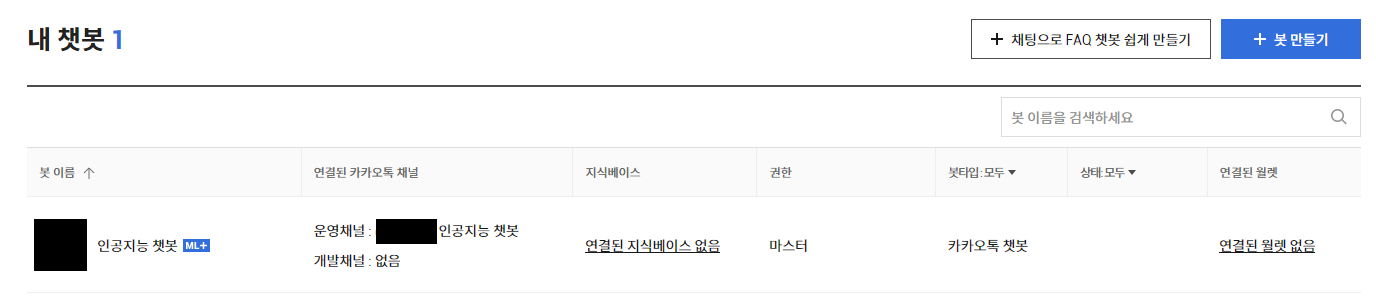 내 챗봇 1
+ 채팅으로 FAQ 챗봇 쉽게 만들기
+ 봇 만들기
봇 이름을 검색하세요
봇 이름 ↑ 연결된 카카오톡 채널 지식베이스 권한 봇타입:모두 ▼ 상태:모두 ▼ 연결된 월렛
인공지능 챗봇 ML+
운영채널 : 인공지능 챗봇
개발채널 : 없음
연결된 지식베이스 없음
마스터
카카오톡 챗봇
연결된 월렛 없음